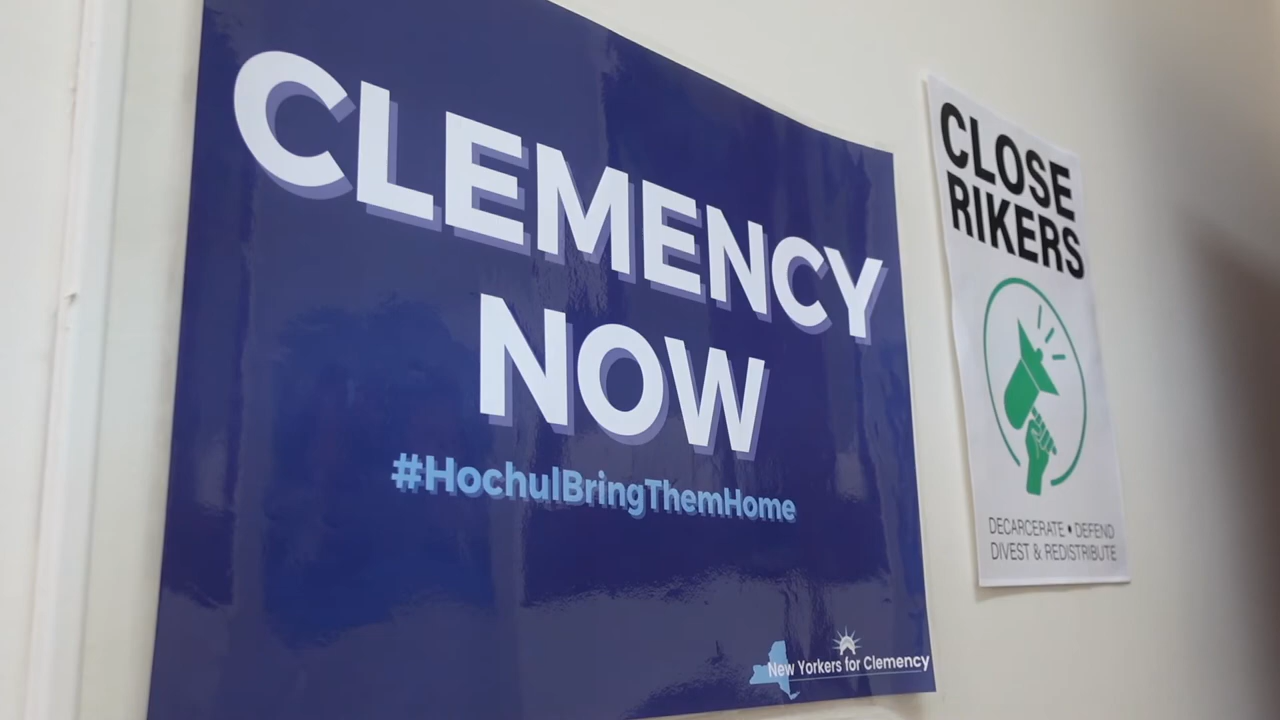 CLEMENCY
NOW
#HochulBringThemHome
New Yorkers for Clemency
CLOSE
RIKERS
DECARCERATE • DEFEND
DIVEST & REDISTRIBUTE